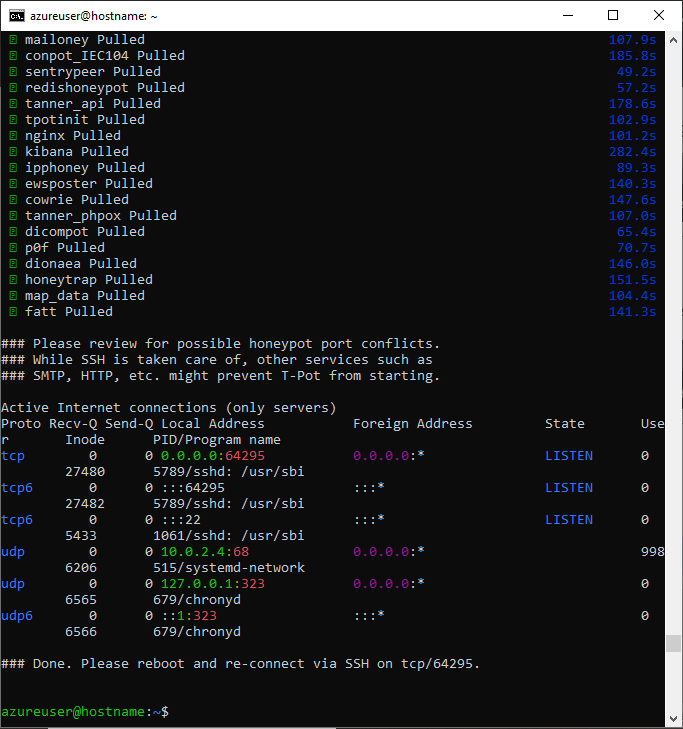 azureuser@hostname: ~
mailoney Pulled 107.9s
conpot_IEC104 Pulled 185.8s
sentrypeer Pulled 49.2s
redishoneypot Pulled 57.2s
tanner_api Pulled 178.6s
tpotinit Pulled 102.9s
nginx Pulled 101.2s
kibana Pulled 282.4s
ipphoney Pulled 89.3s
ewsposter Pulled 140.3s
cowrie Pulled 147.6s
tanner_phpox Pulled 107.0s
dicompot Pulled 65.4s
p0f Pulled 70.7s
dionaea Pulled 146.0s
honeytrap Pulled 151.5s
map_data Pulled 104.4s
fatt Pulled 141.3s
### Please review for possible honeypot port conflicts.
### While SSH is taken care of, other services such as
### SMTP, HTTP, etc. might prevent T-Pot from starting.
Active Internet connections (only servers)
Proto Recv-Q Send-Q Local Address Foreign Address State Use
r Inode PID/Program name
tcp 0 0 0.0.0.0:64295 0.0.0.0:* LISTEN 0
27480 5789/sshd: /usr/sbi
tcp6 0 0 :::64295 :::* LISTEN 0
27482 5789/sshd: /usr/sbi
tcp6 0 0 :::22 :::* LISTEN 0
5433 1061/sshd: /usr/sbi
udp 0 0 10.0.2.4:68 0.0.0.0:* 998
6206 515/systemd-network
udp 0 0 127.0.0.1:323 0.0.0.0:* 0
6565 679/chronyd
udp6 0 0 ::1:323 :::* 0
6566 679/chronyd
### Done. Please reboot and re-connect via SSH on tcp/64295.
azureuser@hostname:~$